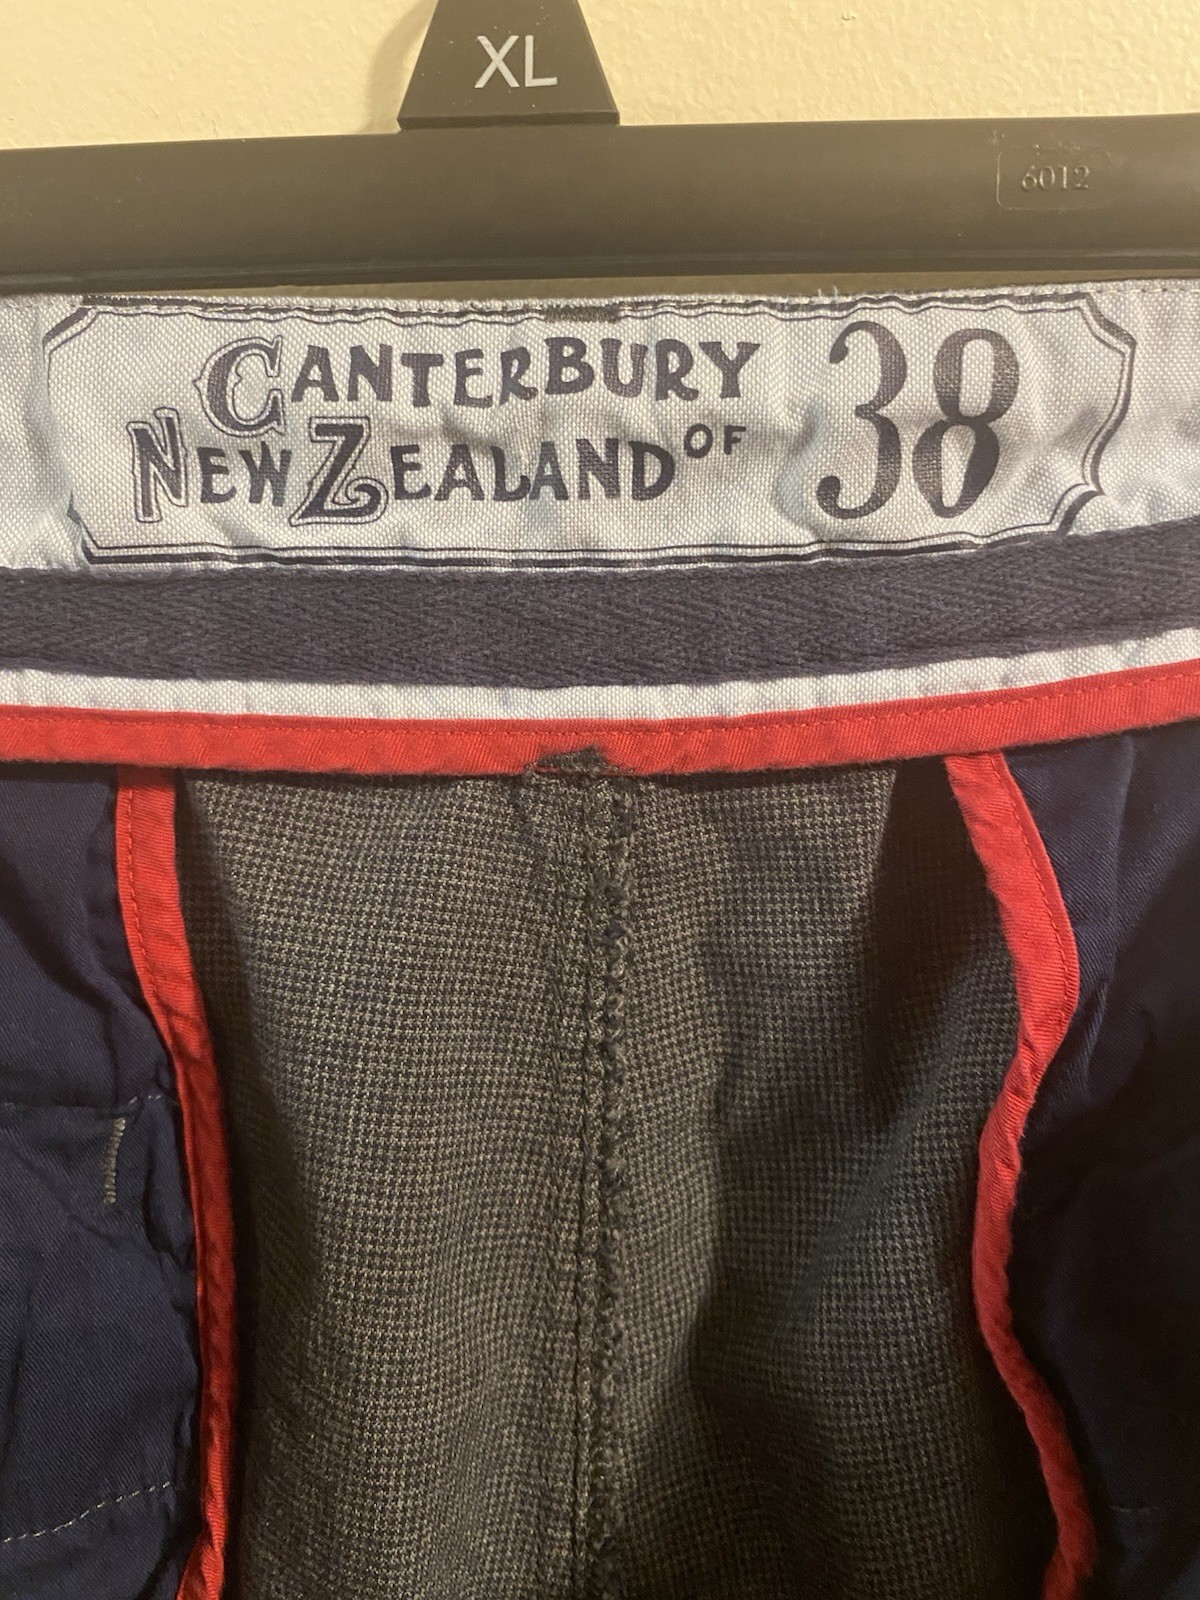 XL
6012
CANTERBURY
NEW ZEALAND OF
38